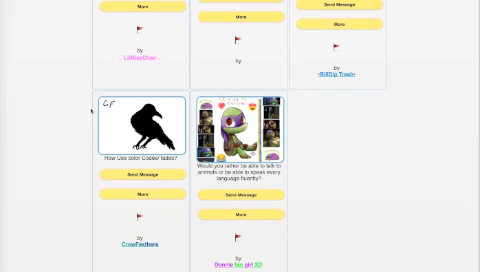 More
by
LilMissChan
More
by
Send Message
More
by
-BillDip Trash-
CF
How Use color Codes/ fades?
Send Message
More
by
CrowFeathers
Would you rather be able to talk to
animals or be able to speak every
language fluently?
Send Message
More
by
Donnie fan girl XD